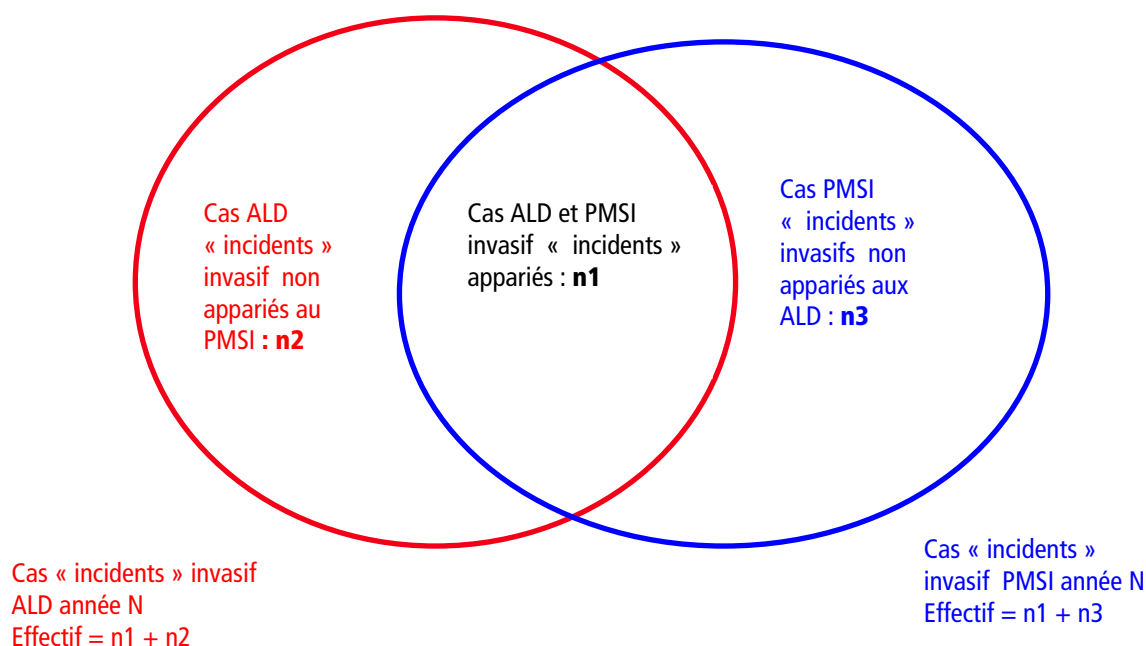 Cas ALD
« incidents »
invasif non
appariés au
PMSI : n2
Cas ALD et PMSI
invasif « incidents »
appariés : n1
Cas PMSI
« incidents »
invasifs non
appariés aux
ALD : n3
Cas « incidents » invasif
ALD année N
Effectif = n1 + n2
Cas « incidents »
invasif PMSI année N
Effectif = n1 + n3